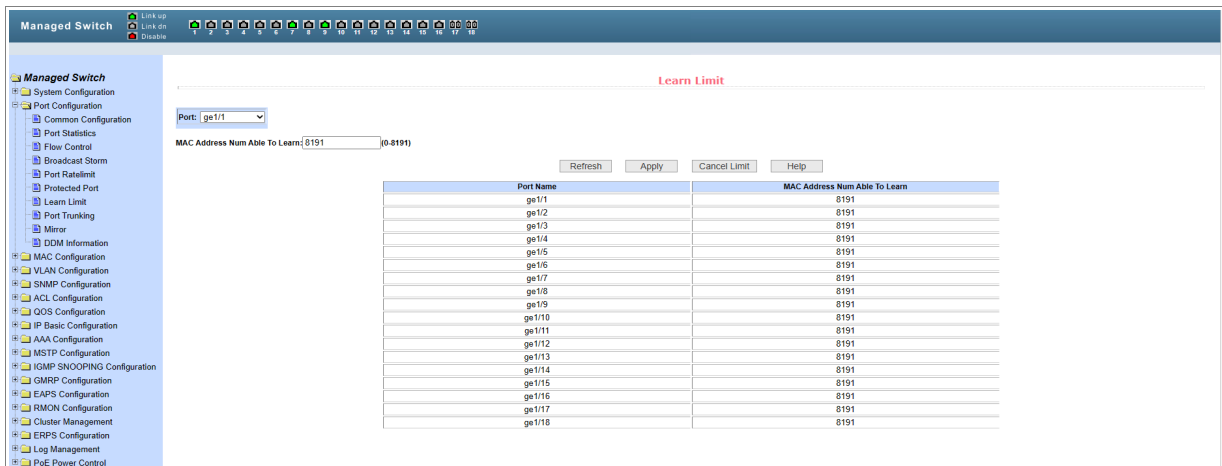 Managed Switch
Link up
Link dn
Disable
1 2 3 4 5 6 7 8 9 10 11 12 13 14 15 16 17 18
Managed Switch
System Configuration
Port Configuration
Common Configuration
Port Statistics
Flow Control
Broadcast Storm
Port Ratelimit
Protected Port
Learn Limit
Port Trunking
Mirror
DDM Information
MAC Configuration
VLAN Configuration
SNMP Configuration
ACL Configuration
QOS Configuration
IP Basic Configuration
AAA Configuration
MSTP Configuration
IGMP SNOOPING Configuration
GMRP Configuration
EAPS Configuration
RMON Configuration
Cluster Management
ERPS Configuration
Log Management
PoE Power Control
Learn Limit
Port: ge1/1
MAC Address Num Able To Learn: 8191 (0-8191)
Refresh Apply Cancel Limit Help
Port Name MAC Address Num Able To Learn
ge1/1 8191
ge1/2 8191
ge1/3 8191
ge1/4 8191
ge1/5 8191
ge1/6 8191
ge1/7 8191
ge1/8 8191
ge1/9 8191
ge1/10 8191
ge1/11 8191
ge1/12 8191
ge1/13 8191
ge1/14 8191
ge1/15 8191
ge1/16 8191
ge1/17 8191
ge1/18 8191